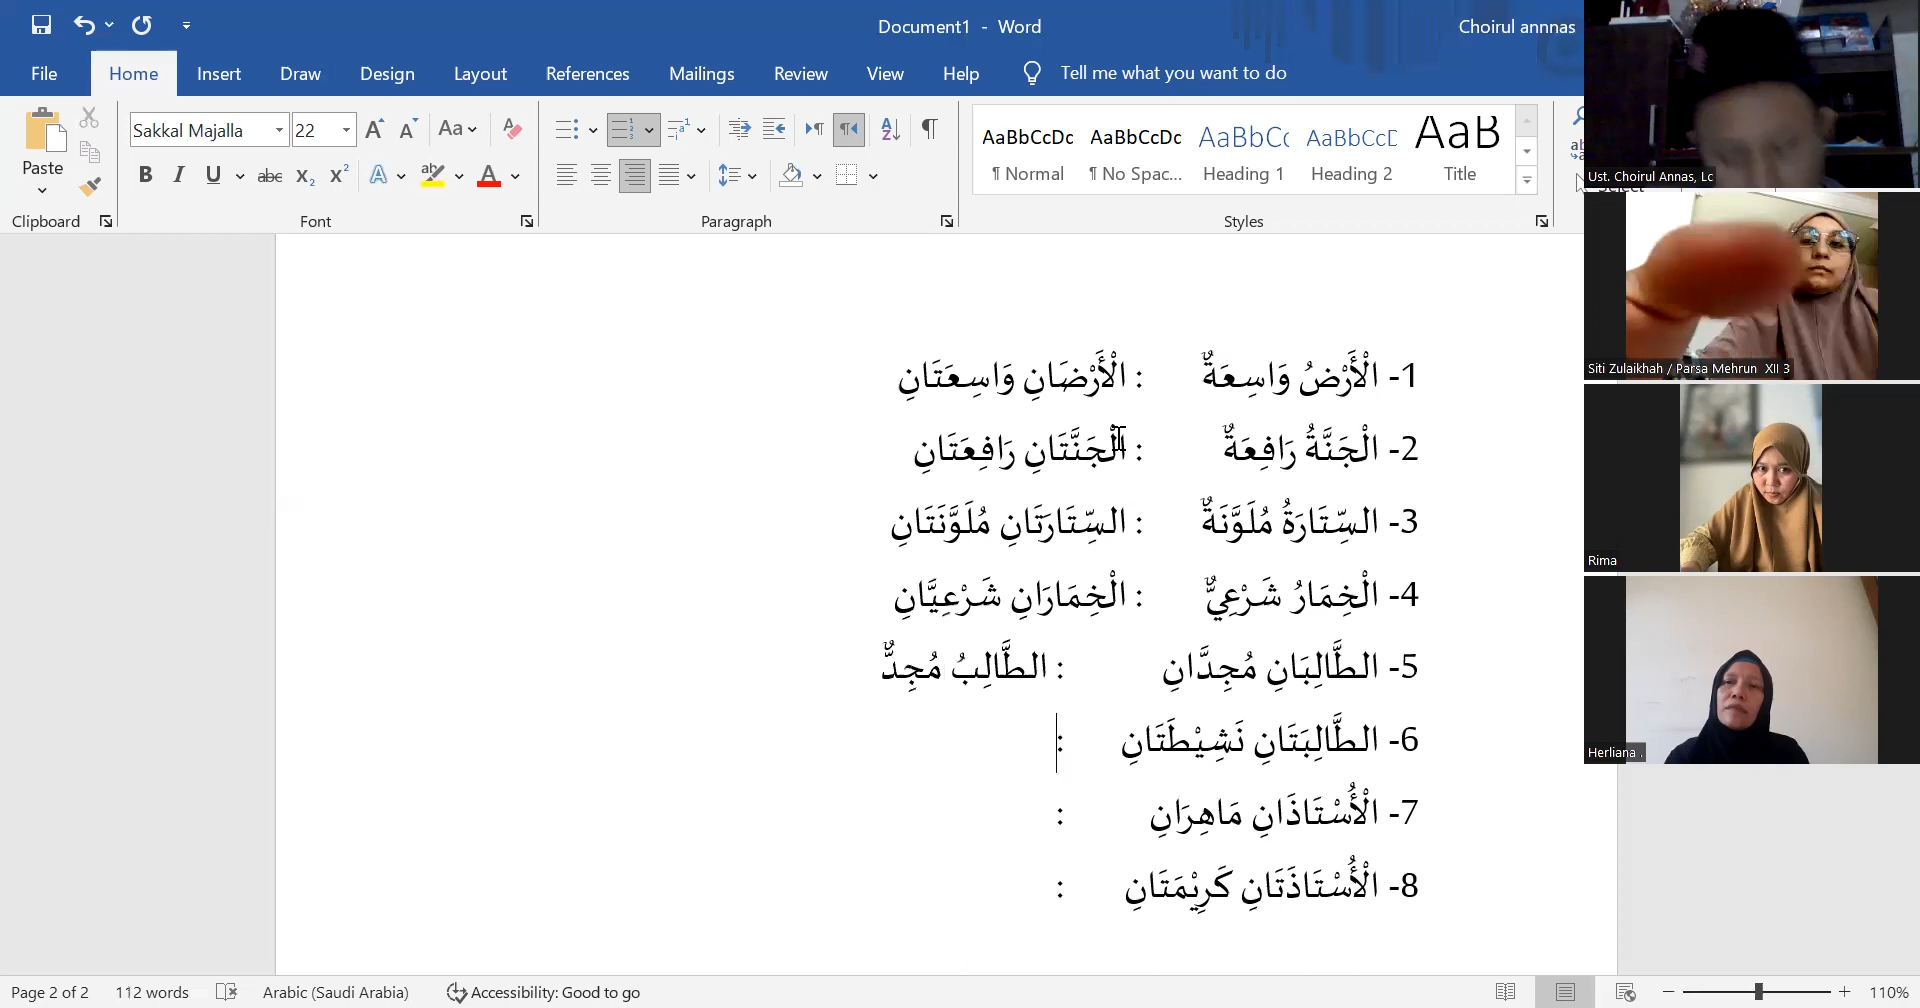 Document1 - Word
Choirul annnas
File Home Insert Draw Design Layout References Mailings Review View Help Tell me what you want to do
Sakkal Majalla 22
Paste
Clipboard Font Paragraph Styles
AaBbCcDc AaBbCcDc AaBbCc AaBbCcD AaB
¶ Normal ¶ No Spac... Heading 1 Heading 2 Title
Select
Ust. Choirul Annas, Lc
Siti Zulaikhah / Parsa Mehrun XII 3
Rima
Herliana .
1- الْأَرْضُ وَاسِعَةٌ : الْأَرْضَانِ وَاسِعَتَانِ
2- الْجَنَّةُ رَافِعَةٌ : الْجَنَّتَانِ رَافِعَتَانِ
3- السِّتَارَةُ مُلَوَّنَةٌ : السِّتَارَتَانِ مُلَوَّنَتَانِ
4- الْخِمَارُ شَرْعِيٌّ : الْخِمَارَانِ شَرْعِيَّانِ
5- الطَّالِبَانِ مُجِدَّانِ : الطَّالِبُ مُجِدٌّ
6- الطَّالِبَتَانِ نَشِيْطَتَانِ :
7- الْأُسْتَاذَانِ مَاهِرَانِ :
8- الْأُسْتَاذَتَانِ كَرِيْمَتَانِ :
Page 2 of 2 112 words Arabic (Saudi Arabia) Accessibility: Good to go 110%